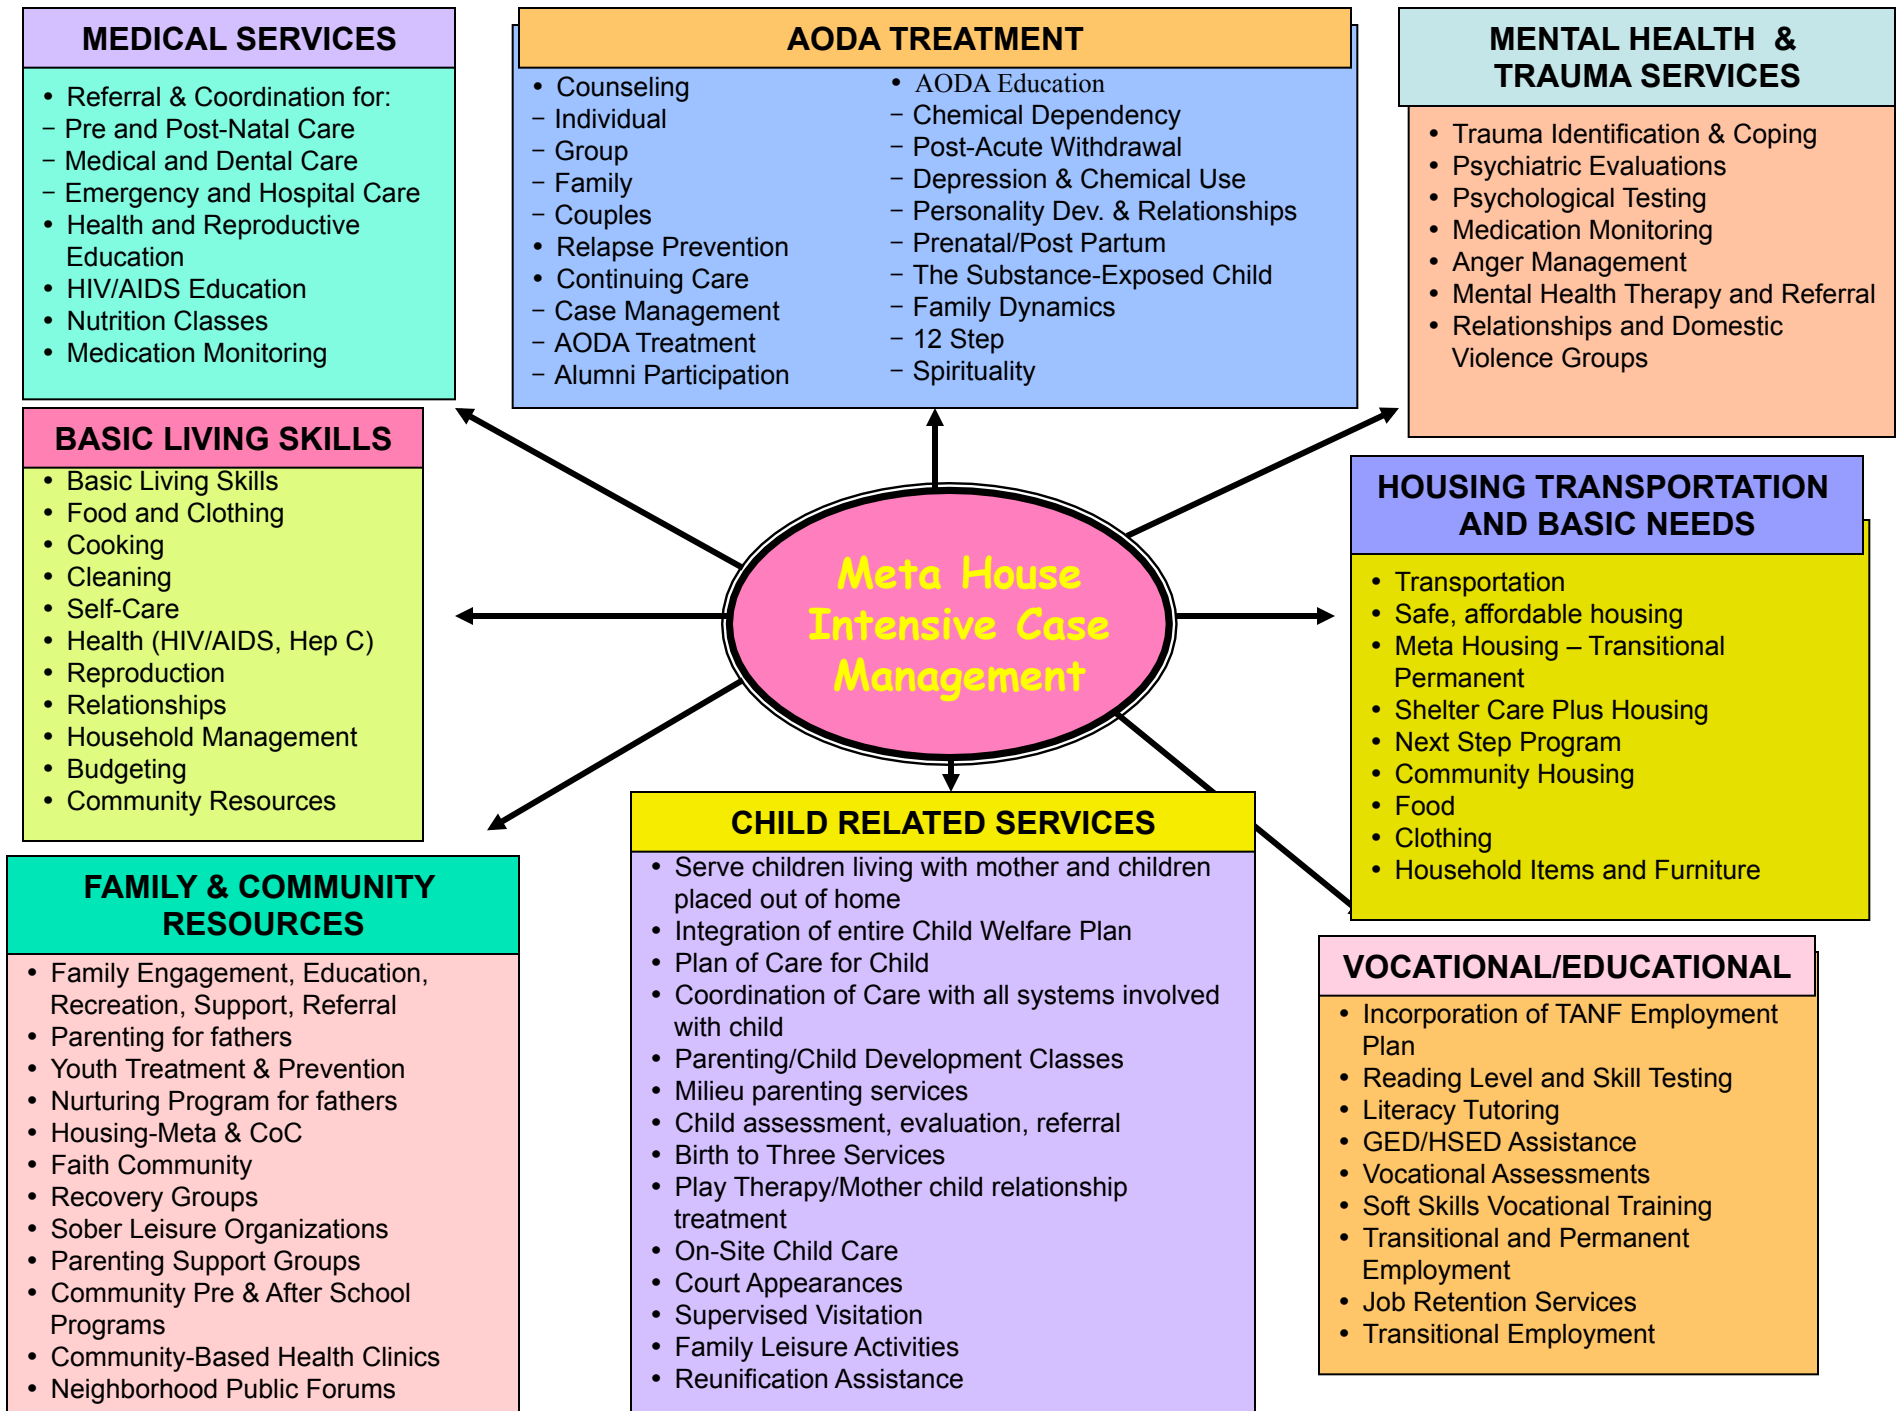 MEDICAL SERVICES
• Referral & Coordination for:
– Pre and Post-Natal Care
– Medical and Dental Care
– Emergency and Hospital Care
• Health and Reproductive
Education
• HIV/AIDS Education
• Nutrition Classes
• Medication Monitoring
AODA TREATMENT
• Counseling
– Individual
– Group
– Family
– Couples
• Relapse Prevention
• Continuing Care
– Case Management
– AODA Treatment
– Alumni Participation
• AODA Education
– Chemical Dependency
– Post-Acute Withdrawal
– Depression & Chemical Use
– Personality Dev. & Relationships
– Prenatal/Post Partum
– The Substance-Exposed Child
– Family Dynamics
– 12 Step
– Spirituality
MENTAL HEALTH &
TRAUMA SERVICES
• Trauma Identification & Coping
• Psychiatric Evaluations
• Psychological Testing
• Medication Monitoring
• Anger Management
• Mental Health Therapy and Referral
• Relationships and Domestic
Violence Groups
BASIC LIVING SKILLS
• Basic Living Skills
• Food and Clothing
• Cooking
• Cleaning
• Self-Care
• Health (HIV/AIDS, Hep C)
• Reproduction
• Relationships
• Household Management
• Budgeting
• Community Resources
Meta House
Intensive Case
Management
HOUSING TRANSPORTATION
AND BASIC NEEDS
• Transportation
• Safe, affordable housing
• Meta Housing – Transitional
Permanent
• Shelter Care Plus Housing
• Next Step Program
• Community Housing
• Food
• Clothing
• Household Items and Furniture
FAMILY & COMMUNITY
RESOURCES
• Family Engagement, Education,
Recreation, Support, Referral
• Parenting for fathers
• Youth Treatment & Prevention
• Nurturing Program for fathers
• Housing-Meta & CoC
• Faith Community
• Recovery Groups
• Sober Leisure Organizations
• Parenting Support Groups
• Community Pre & After School
Programs
• Community-Based Health Clinics
• Neighborhood Public Forums
CHILD RELATED SERVICES
• Serve children living with mother and children
placed out of home
• Integration of entire Child Welfare Plan
• Plan of Care for Child
• Coordination of Care with all systems involved
with child
• Parenting/Child Development Classes
• Milieu parenting services
• Child assessment, evaluation, referral
• Birth to Three Services
• Play Therapy/Mother child relationship
treatment
• On-Site Child Care
• Court Appearances
• Supervised Visitation
• Family Leisure Activities
• Reunification Assistance
VOCATIONAL/EDUCATIONAL
• Incorporation of TANF Employment
Plan
• Reading Level and Skill Testing
• Literacy Tutoring
• GED/HSED Assistance
• Vocational Assessments
• Soft Skills Vocational Training
• Transitional and Permanent
Employment
• Job Retention Services
• Transitional Employment